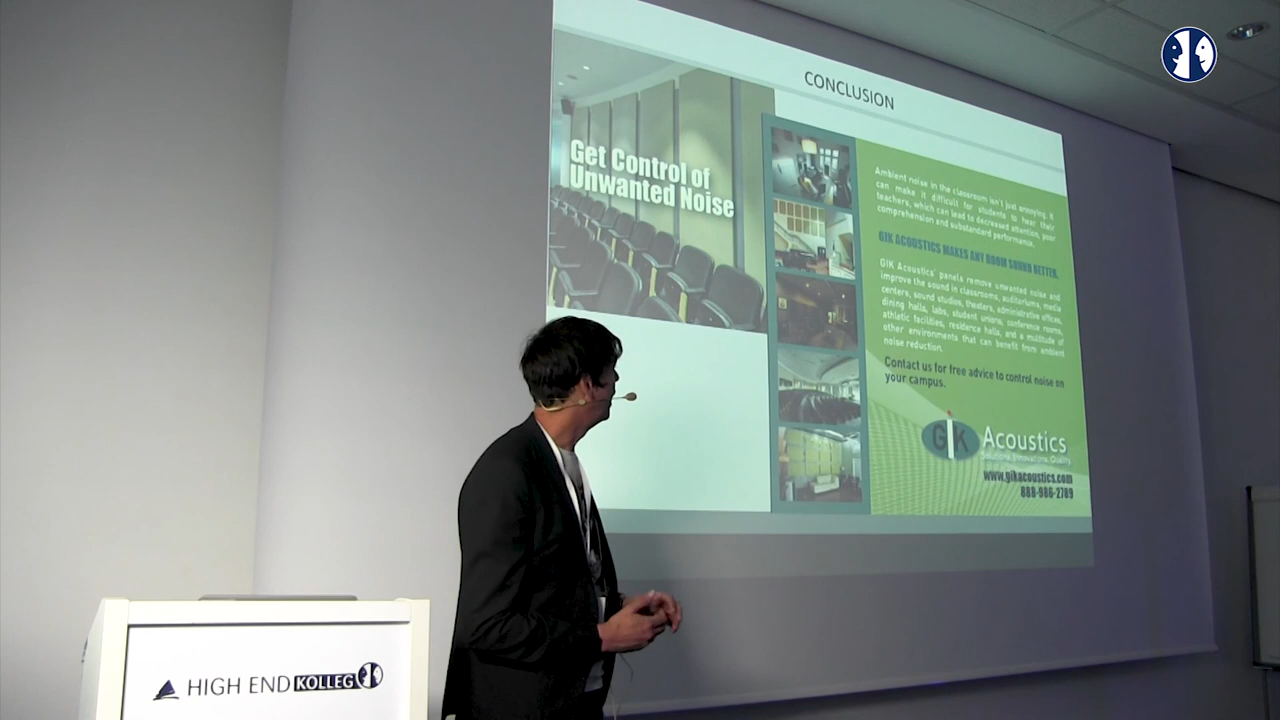 CONCLUSION
Get Control of
Unwanted Noise
Ambient noise in the classroom isn't just annoying. It
can make it difficult for students to hear their
teachers, which can lead to decreased attention, poor
comprehension and substandard performance.
GIK ACOUSTICS MAKES ANY ROOM SOUND BETTER.
GIK Acoustics' panels remove unwanted noise and
improve the sound in classrooms, auditoriums, media
centers, sound studios, theaters, administrative offices,
dining halls, labs, student unions, conference rooms,
athletic facilities, residence halls, and a multitude of
other environments that can benefit from ambient
noise reduction.
Contact us for free advice to control noise on
your campus.
GIK Acoustics
Solutions. Innovations. Quality
www.gikacoustics.com
888-986-2789
HIGH END KOLLEG